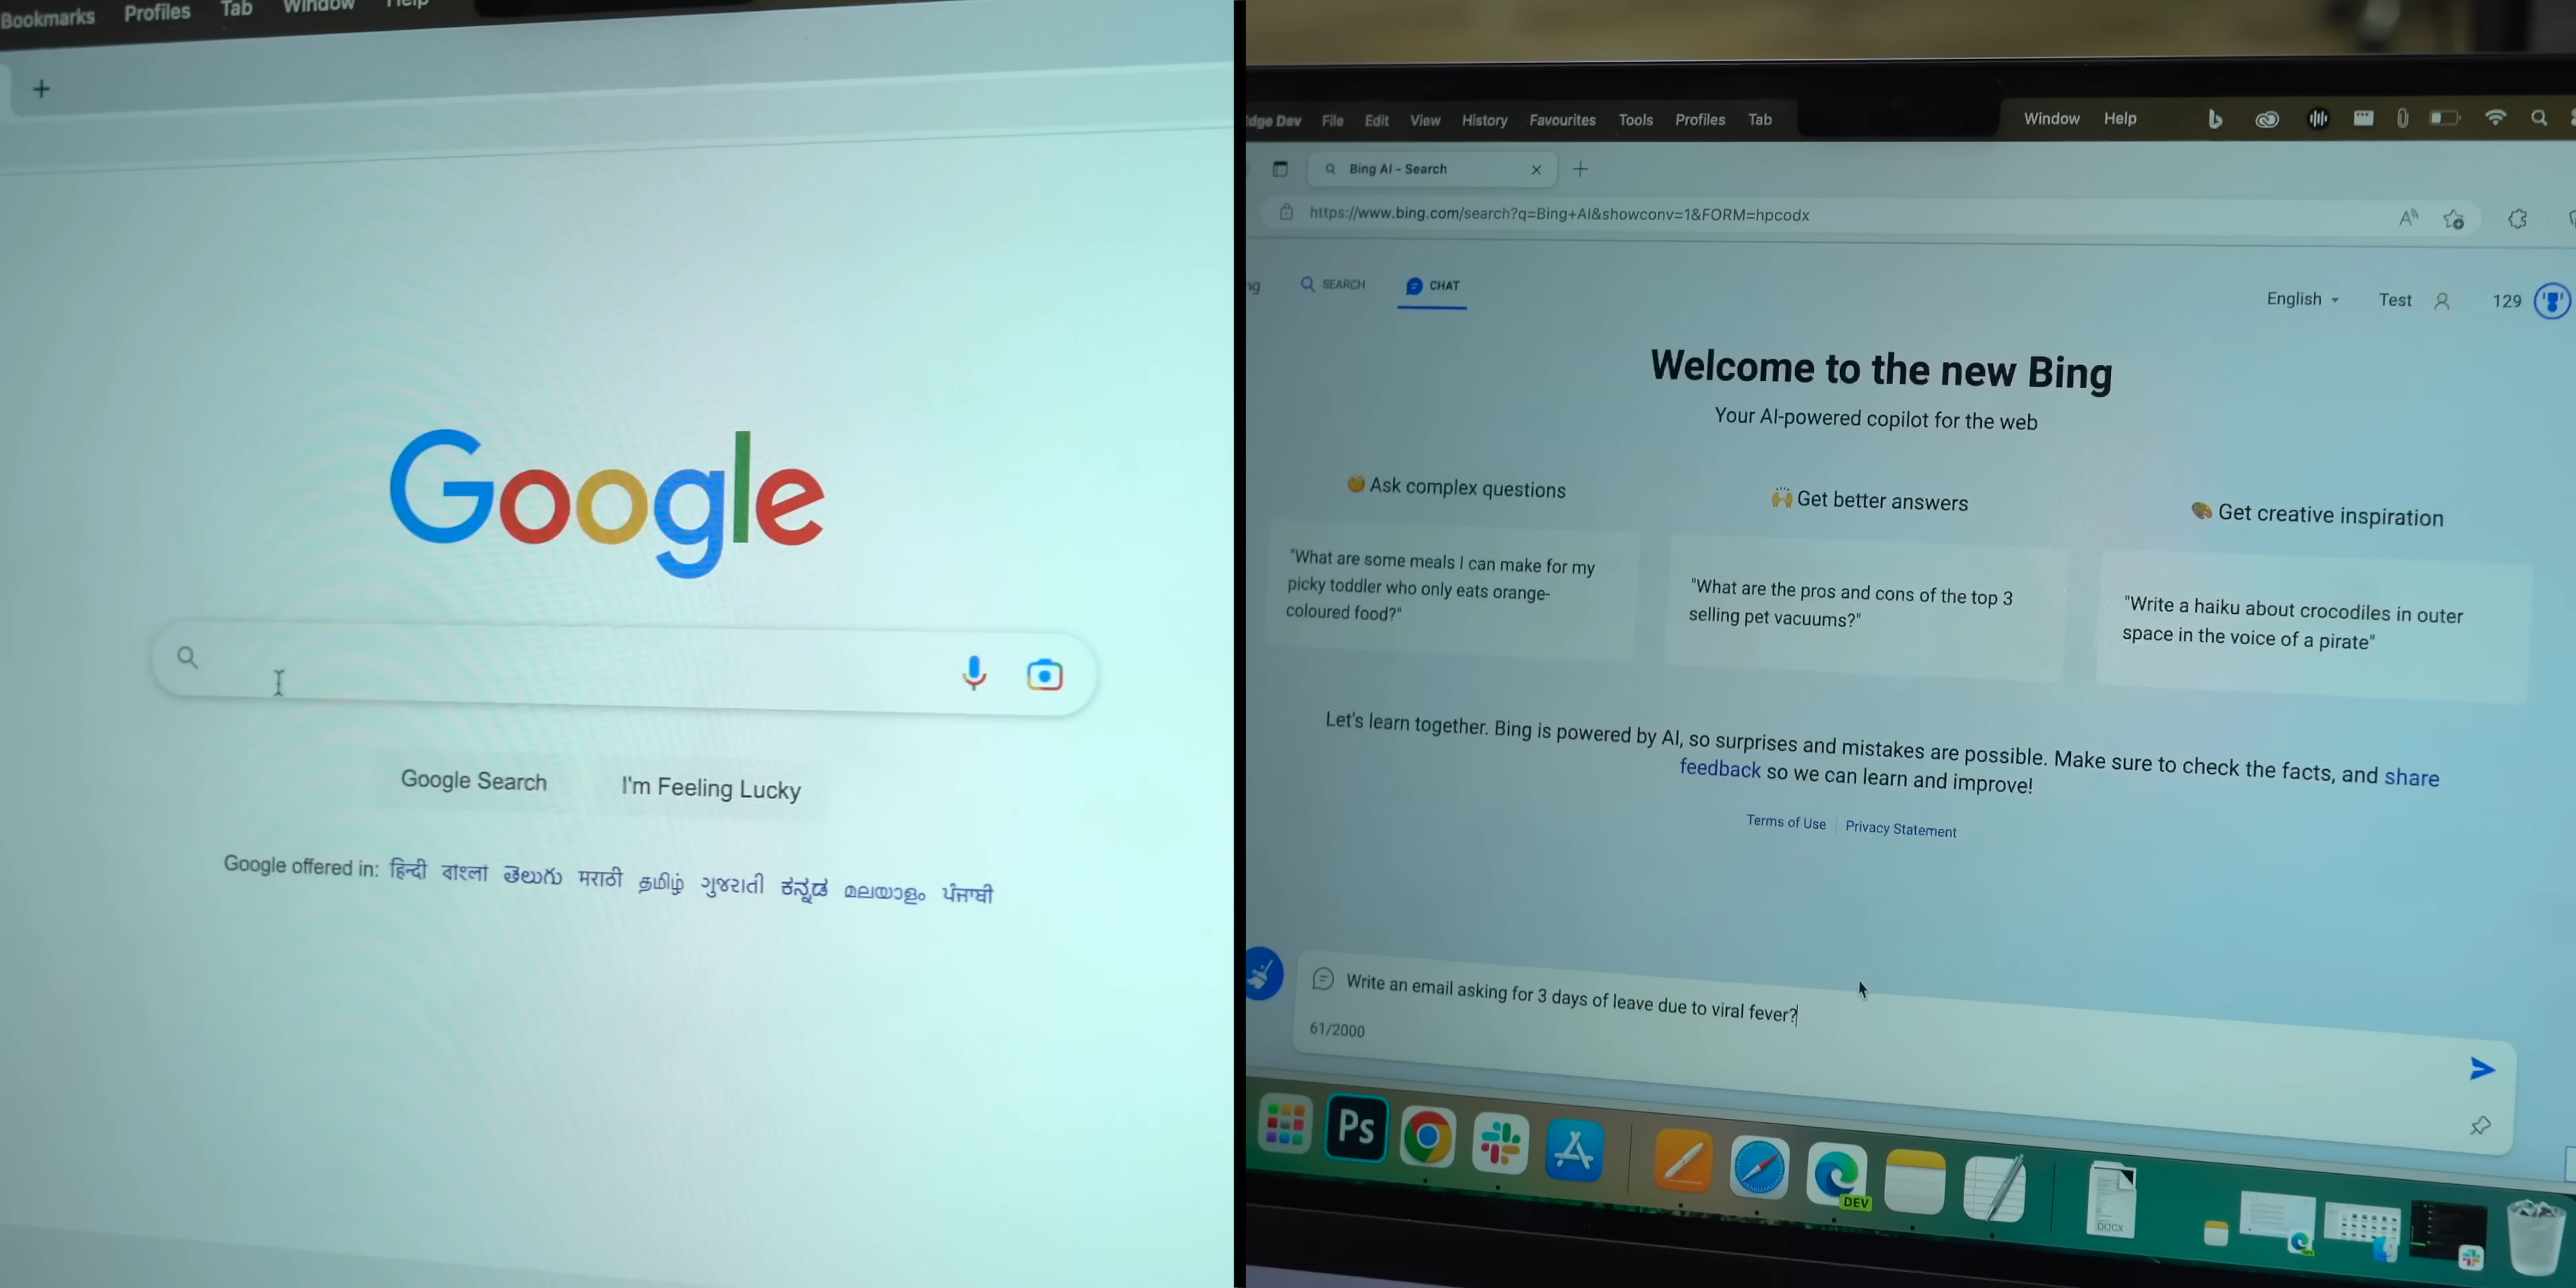 Bookmarks Profiles Tab Window Help
Google
Google Search I'm Feeling Lucky
Google offered in: हिन्दी বাংলা తెలుగు मराठी தமிழ் ગુજરાતી ಕನ್ನಡ മലയാളം ਪੰਜਾਬੀ
dge Dev File Edit View History Favourites Tools Profiles Tab Window Help
Bing AI - Search
https://www.bing.com/search?q=Bing+AI&showconv=1&FORM=hpcodx
ng SEARCH CHAT English Test 129
Welcome to the new Bing
Your AI-powered copilot for the web
Ask complex questions
"What are some meals I can make for my
picky toddler who only eats orange-
coloured food?"
Get better answers
"What are the pros and cons of the top 3
selling pet vacuums?"
Get creative inspiration
"Write a haiku about crocodiles in outer
space in the voice of a pirate"
Let's learn together. Bing is powered by AI, so surprises and mistakes are possible. Make sure to check the facts, and share
feedback so we can learn and improve!
Terms of Use Privacy Statement
Write an email asking for 3 days of leave due to viral fever?
61/2000
Ps
DEV
DOCX